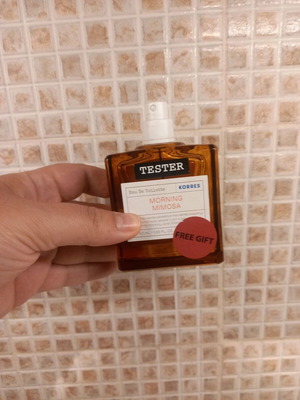 TESTER
Eau De Toilette KORRES
MORNING
MIMOSA
FREE GIFT